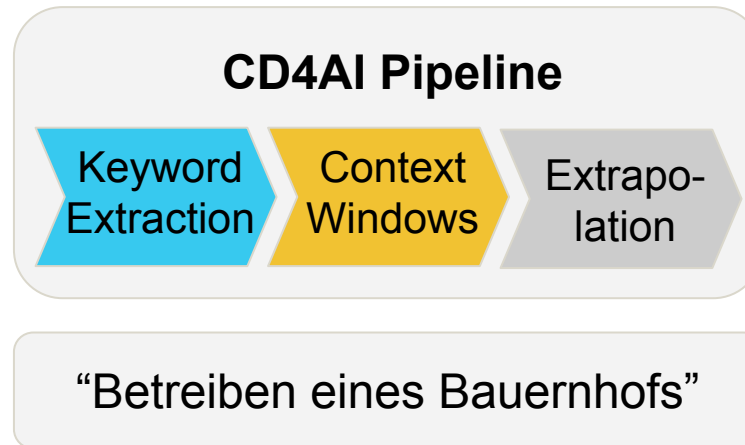 CD4AI Pipeline
Keyword
Extraction
Context
Windows
Extrapo-
lation
“Betreiben eines Bauernhofs”